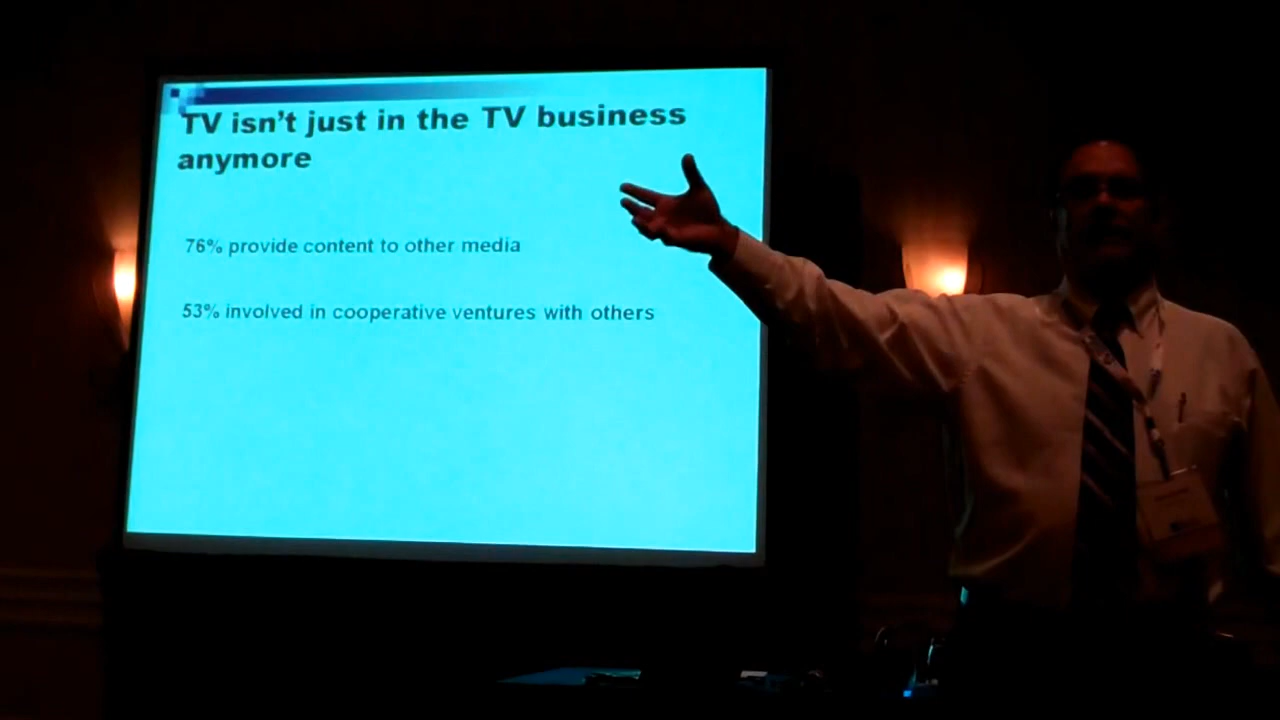 TV isn't just in the TV business
anymore
76% provide content to other media
53% involved in cooperative ventures with others